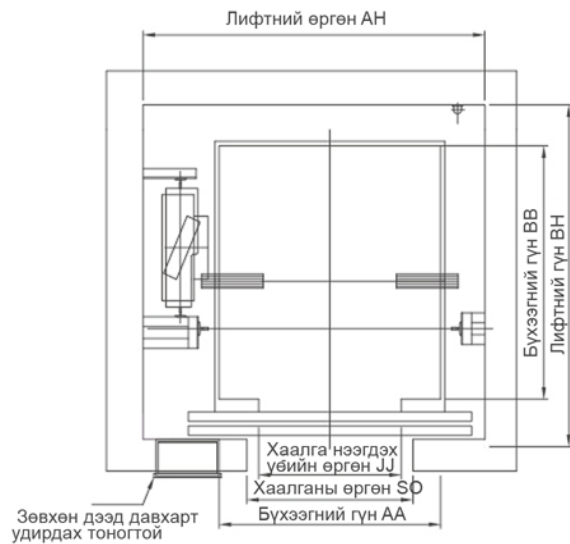 Лифтний өргөн AH
Бүхээгний гүн BB
Лифтний гүн BH
Хаалга нээгдэх
үбийн өргөн JJ
Хаалганы өргөн SO
Бүхээгний гүн AA
Зөвхөн дээд давхарт
удирдах тоногтой